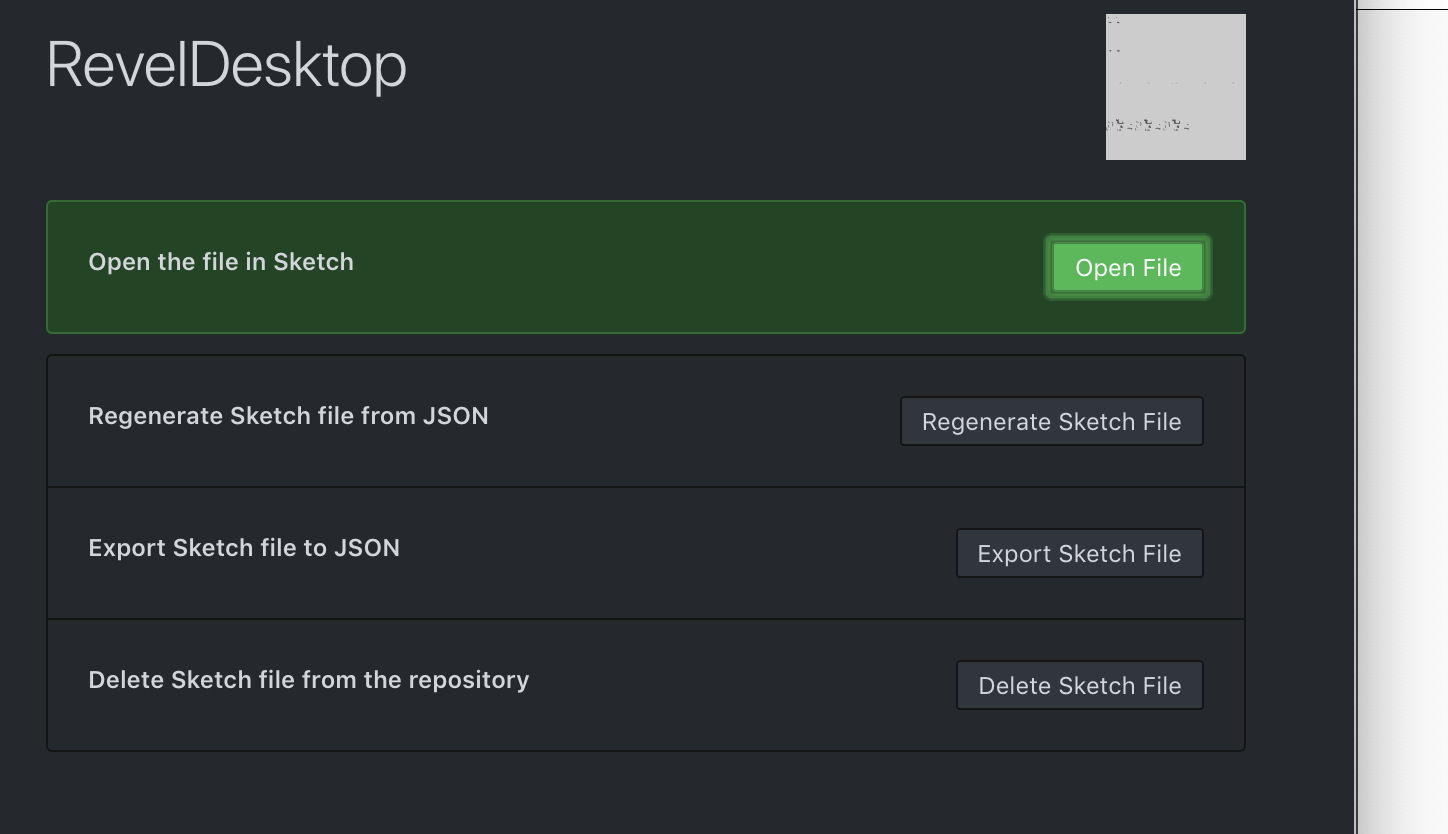 RevelDesktop
Open the file in Sketch
Open File
Regenerate Sketch file from JSON
Regenerate Sketch File
Export Sketch file to JSON
Export Sketch File
Delete Sketch file from the repository
Delete Sketch File